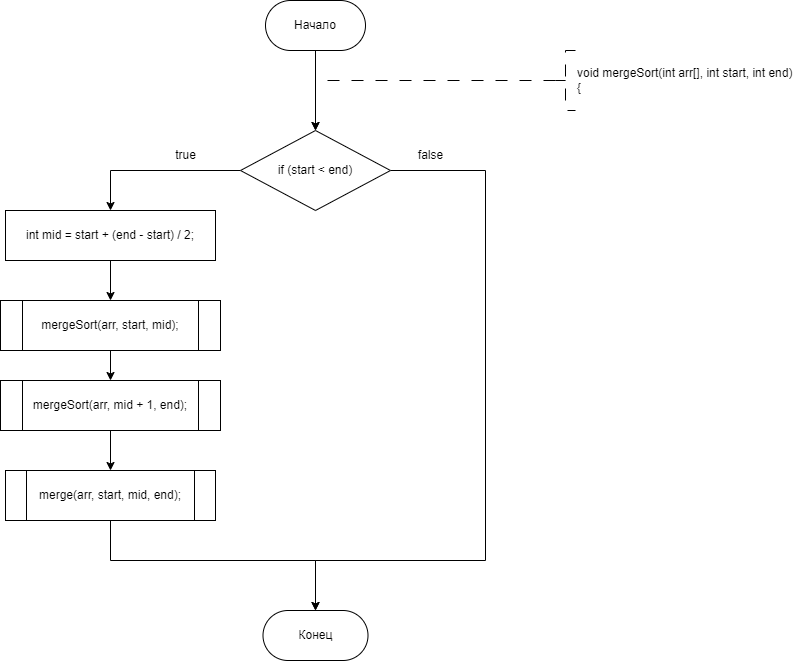 Начало
void mergeSort(int arr[], int start, int end)
{
true
false
if (start < end)
int mid = start + (end - start) / 2;
mergeSort(arr, start, mid);
mergeSort(arr, mid + 1, end);
merge(arr, start, mid, end);
Конец